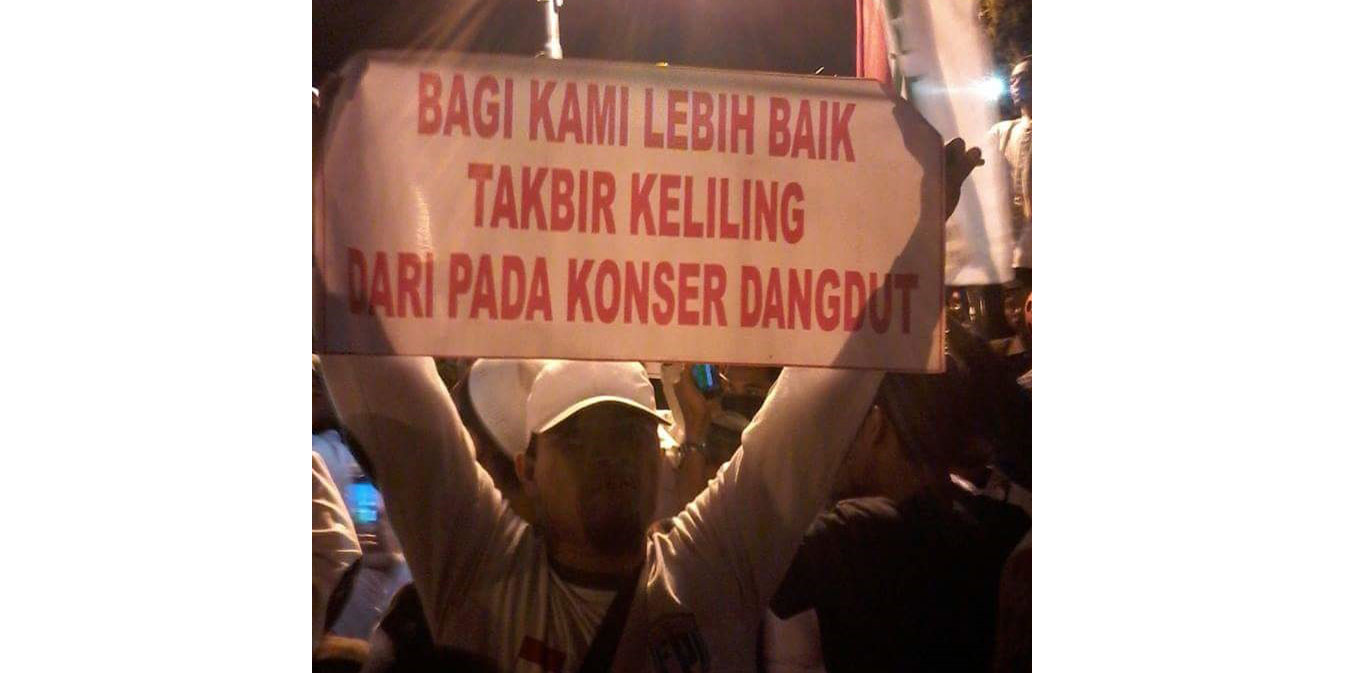 BAGI KAMI LEBIH BAIK
TAKBIR KELILING
DARI PADA KONSER DANGDUT